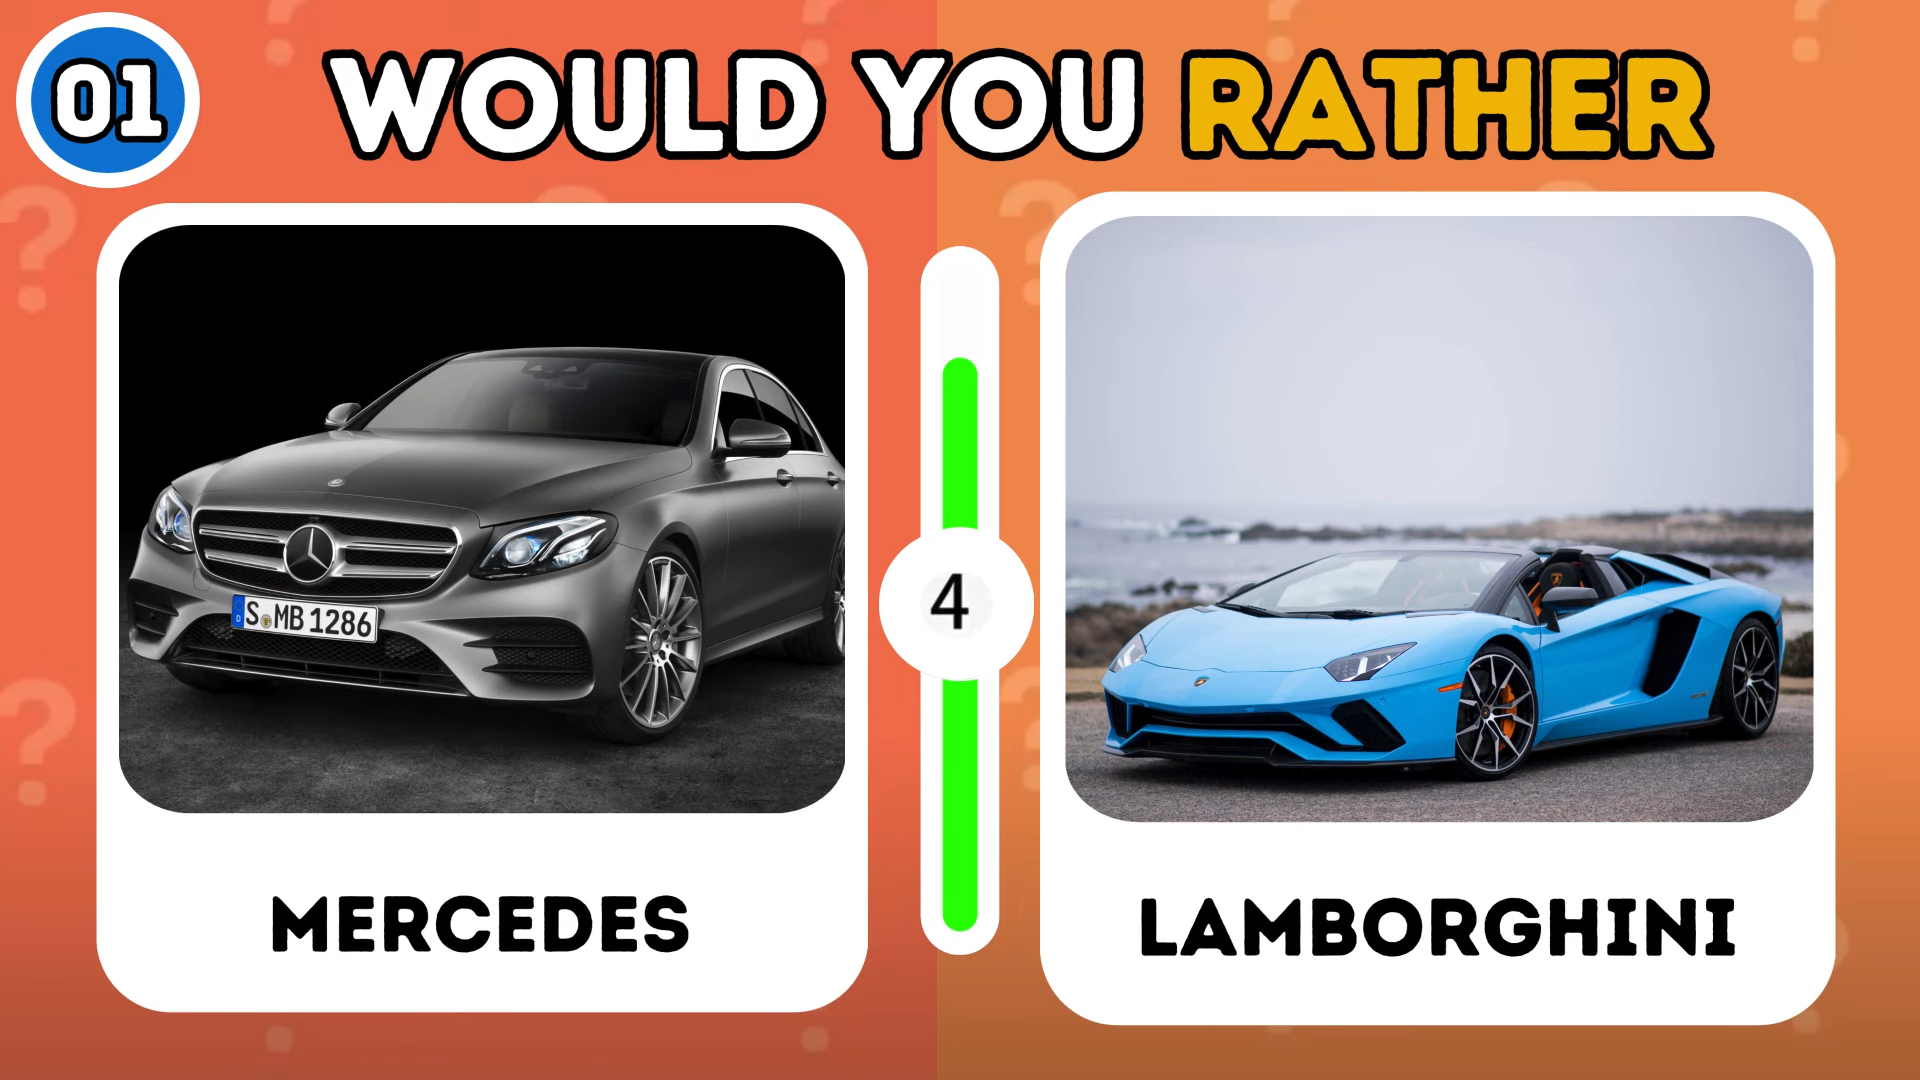 01
WOULD YOU RATHER
S MB 1286
4
MERCEDES
LAMBORGHINI